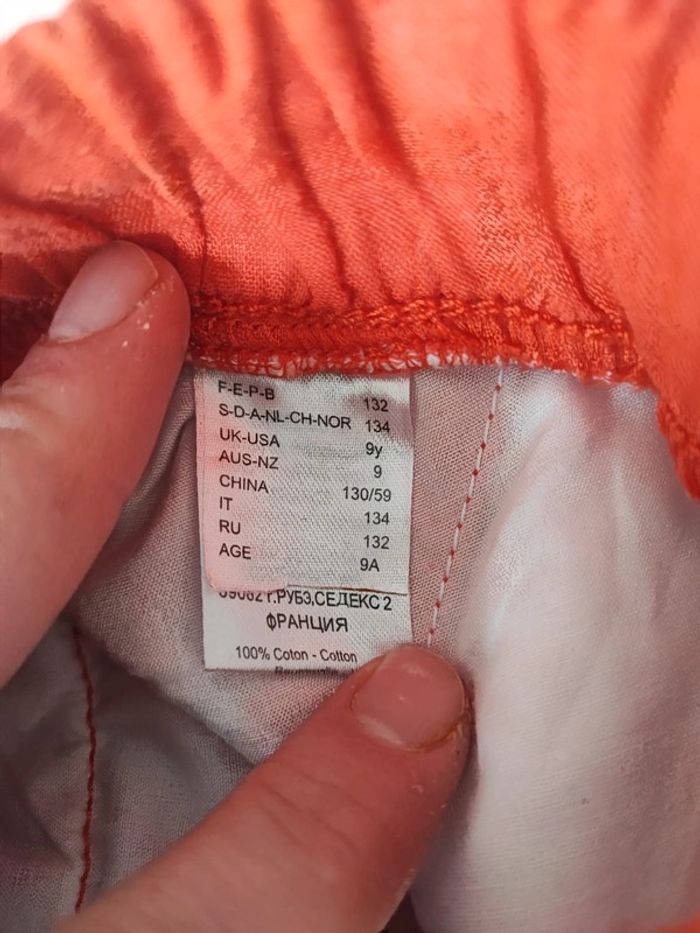 F-E-P-B 132
S-D-A-NL-CH-NOR 134
UK-USA 9y
AUS-NZ 9
CHINA 130/59
IT 134
RU 132
AGE 9A
59082 Г.РУБЭ,СЕДЕКС 2
ФРАНЦИЯ
100% Coton - Cotton